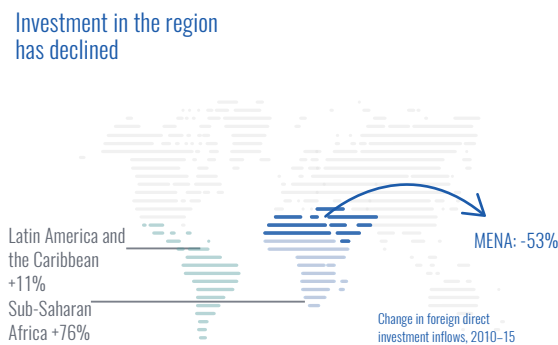 Investment in the region
has declined
Latin America and
the Caribbean
+11%
Sub-Saharan
Africa +76%
MENA: -53%
Change in foreign direct
investment inflows, 2010–15